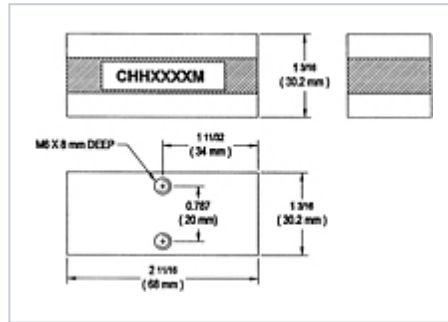 CHHXXXXM
1 3/16
( 30.2 mm )
M6 X 8 mm DEEP
1 11/32
( 34 mm )
0.787
( 20 mm )
1 3/16
( 30.2 mm )
2 11/16
( 68 mm )